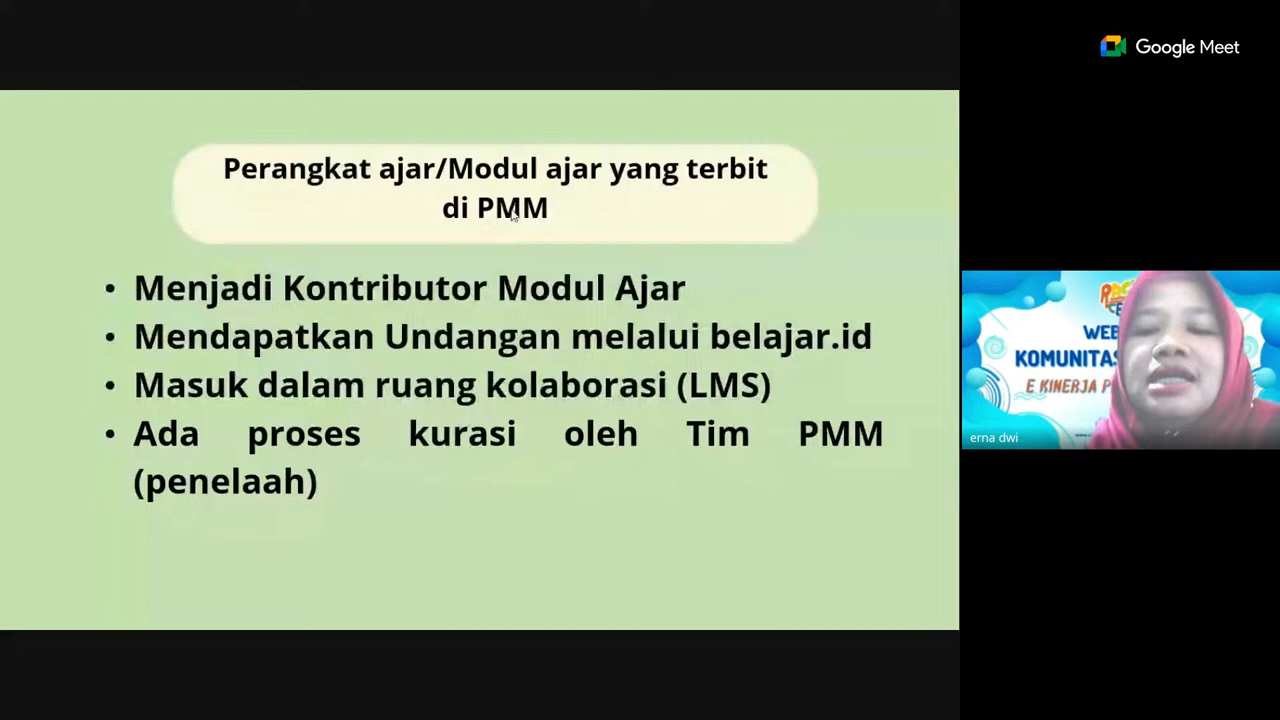 Google Meet
Perangkat ajar/Modul ajar yang terbit
di PMM
• Menjadi Kontributor Modul Ajar
• Mendapatkan Undangan melalui belajar.id
• Masuk dalam ruang kolaborasi (LMS)
• Ada proses kurasi oleh Tim PMM
(penelaah)
WEB
KOMUNITAS
E KINERJA P
erna dwi